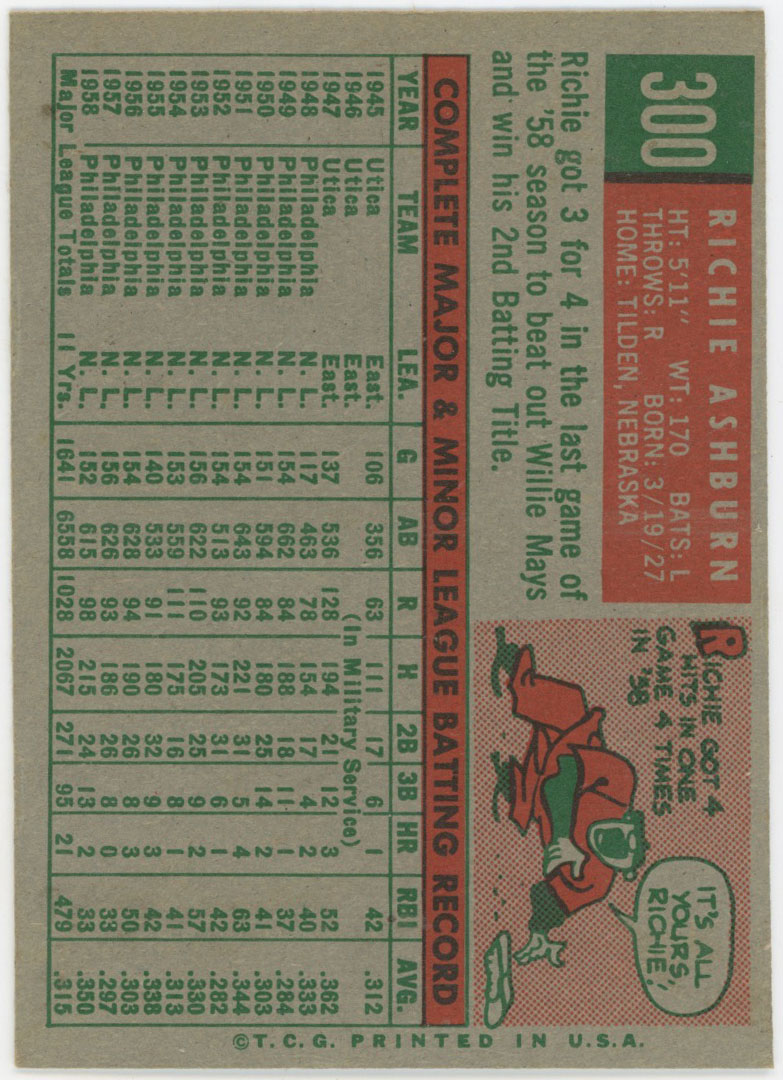 300
RICHIE ASHBURN
HT: 5'11" WT: 170 BATS: L
THROWS: R BORN: 3/19/27
HOME: TILDEN, NEBRASKA
Richie got 3 for 4 in the last game of
the '58 season to beat out Willie Mays
and win his 2nd Batting Title.
RICHIE GOT 4
HITS IN ONE
GAME 4 TIMES
IN '58
IT'S ALL
YOURS,
RICHIE!
COMPLETE MAJOR & MINOR LEAGUE BATTING RECORD
YEAR TEAM LEA. G AB R H 2B 3B HR RBI AVG.
1945 Utica East. 106 356 63 111 17 6 1 42 .312
1946 Utica East. (In Military Service)
1947 Utica East. 137 536 128 194 21 12 3 52 .362
1948 Philadelphia N. L. 117 463 78 154 17 4 2 40 .333
1949 Philadelphia N. L. 154 662 84 188 18 11 1 37 .284
1950 Philadelphia N. L. 151 594 84 180 25 14 2 41 .303
1951 Philadelphia N. L. 154 643 92 221 31 5 4 63 .344
1952 Philadelphia N. L. 154 513 93 173 31 6 1 42 .282
1953 Philadelphia N. L. 156 622 110 205 25 9 2 57 .330
1954 Philadelphia N. L. 153 559 111 175 16 8 1 41 .313
1955 Philadelphia N. L. 140 533 91 180 32 9 3 42 .338
1956 Philadelphia N. L. 154 628 94 190 26 8 3 50 .303
1957 Philadelphia N. L. 156 626 93 186 26 8 0 33 .297
1958 Philadelphia N. L. 152 615 98 215 24 13 2 33 .350
Major League Totals 11 Yrs. 1641 6558 1028 2067 271 95 21 479 .315
©T.C.G. PRINTED IN U.S.A.